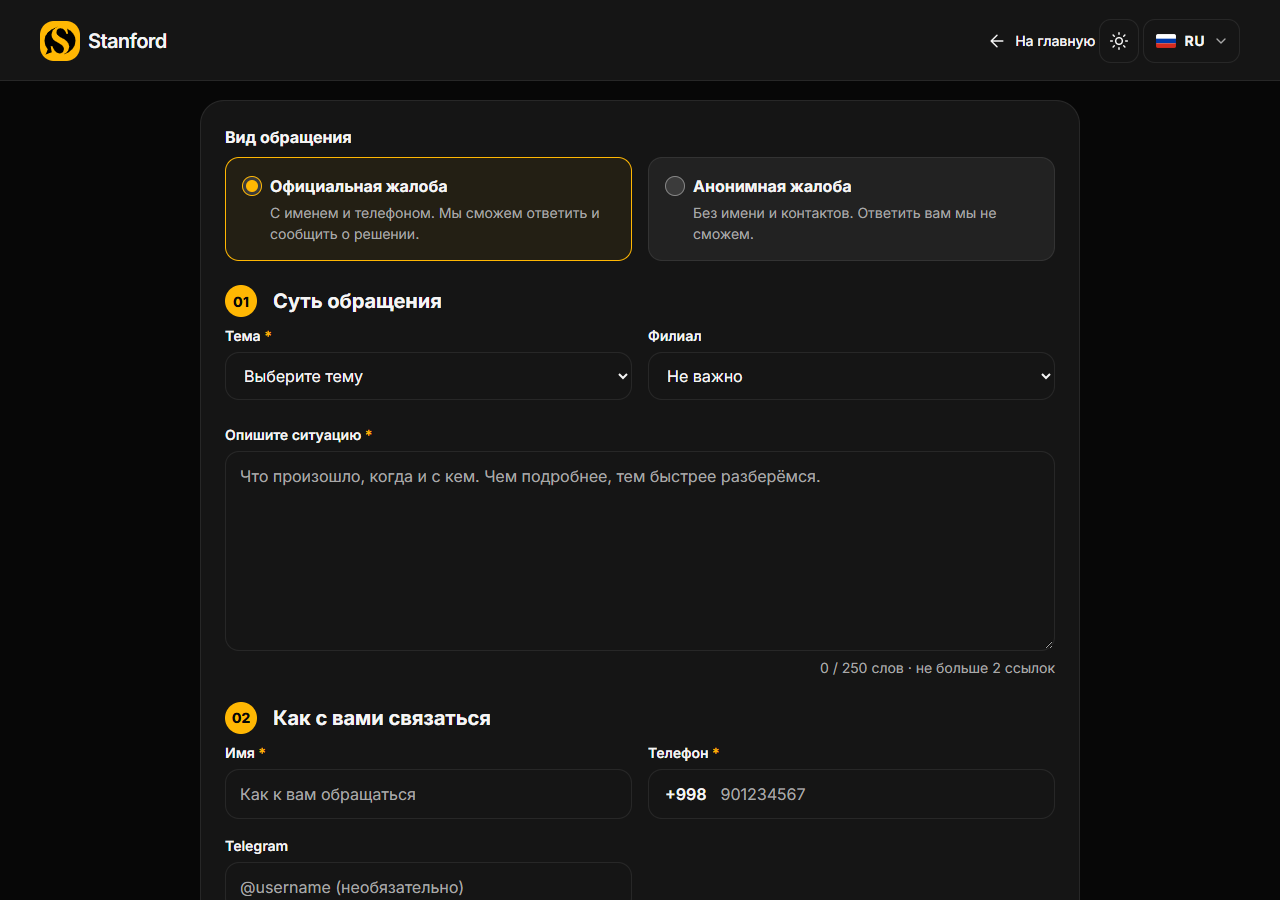 Stanford
На главную
RU
Вид обращения
Официальная жалоба
С именем и телефоном. Мы сможем ответить и
сообщить о решении.
Анонимная жалоба
Без имени и контактов. Ответить вам мы не
сможем.
01 Суть обращения
Тема *
Выберите тему
Филиал
Не важно
Опишите ситуацию *
Что произошло, когда и с кем. Чем подробнее, тем быстрее разберёмся.
0 / 250 слов · не больше 2 ссылок
02 Как с вами связаться
Имя *
Как к вам обращаться
Телефон *
+998 901234567
Telegram
@username (необязательно)